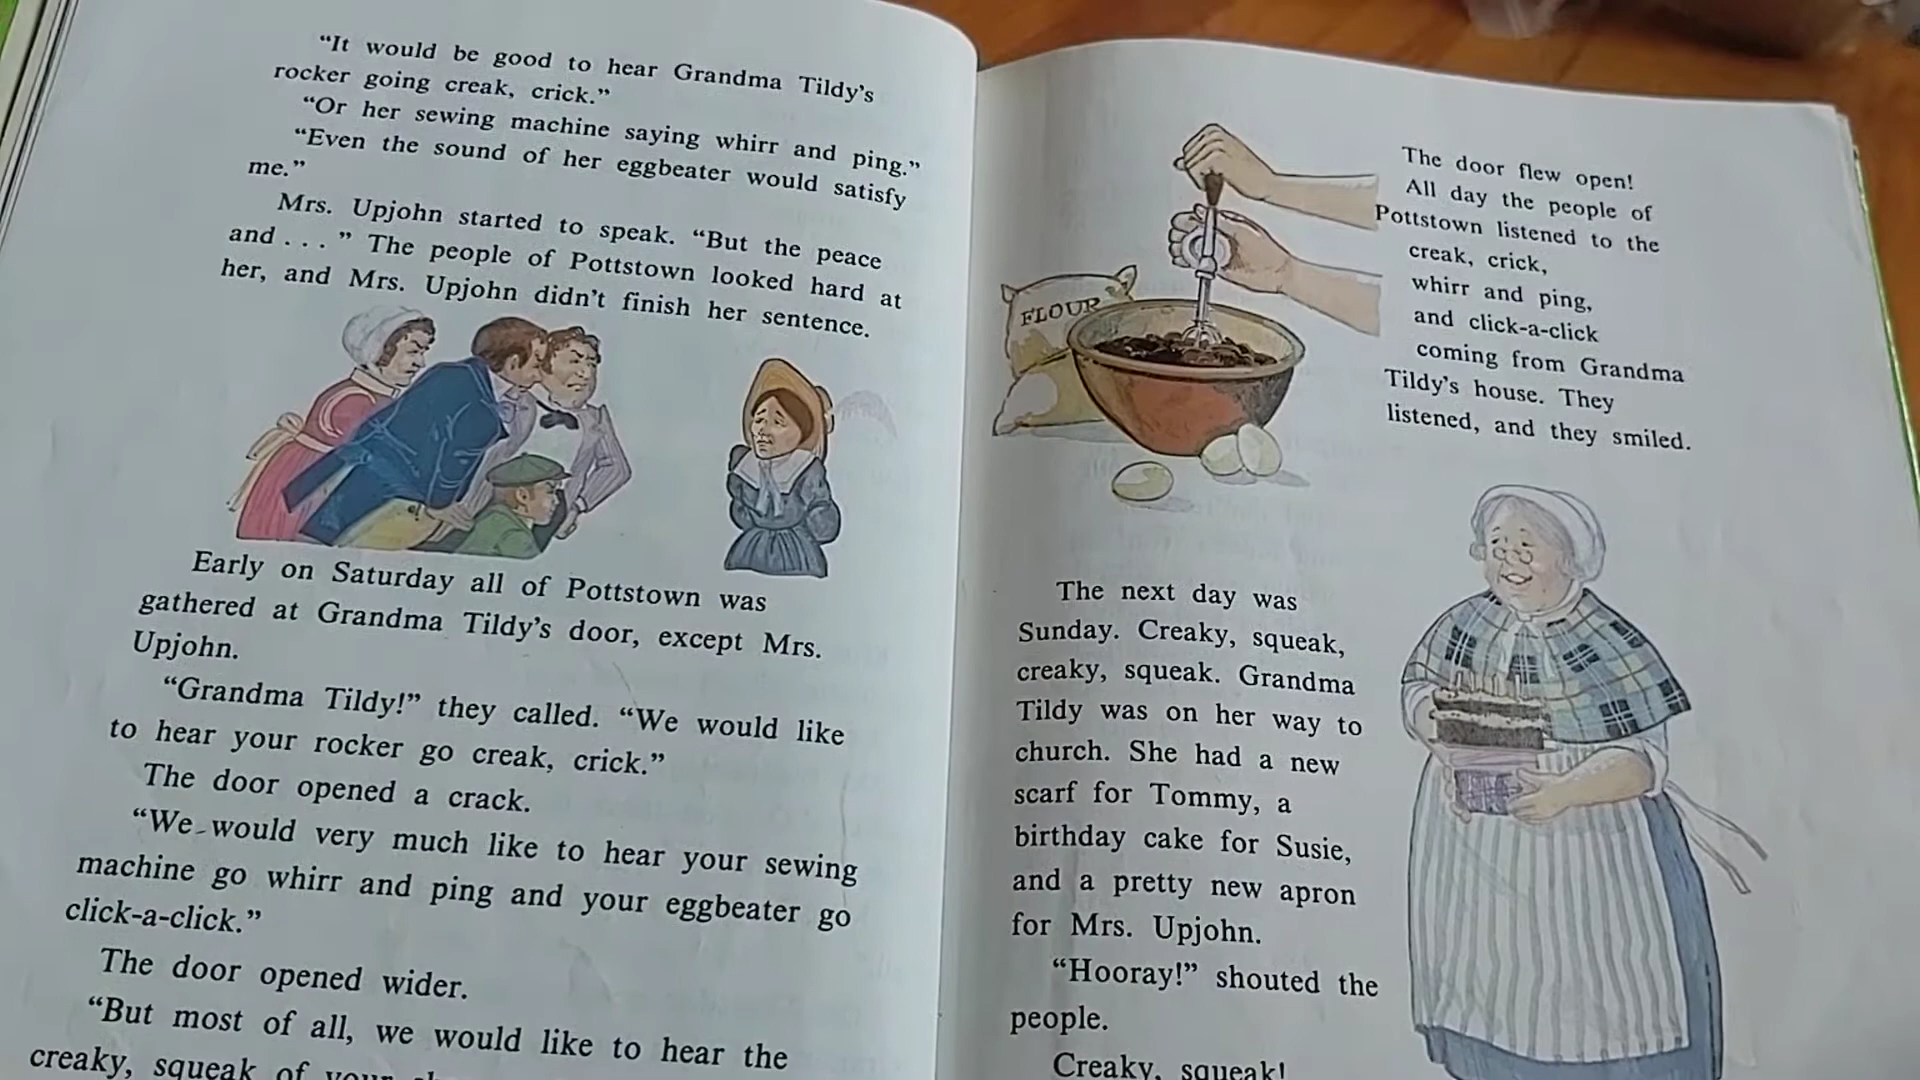 “It would be good to hear Grandma Tildy’s
rocker going creak, crick.”
“Or her sewing machine saying whirr and ping.”
“Even the sound of her eggbeater would satisfy
me.”
Mrs. Upjohn started to speak. “But the peace
and . . . ” The people of Pottstown looked hard at
her, and Mrs. Upjohn didn’t finish her sentence.
Early on Saturday all of Pottstown was
gathered at Grandma Tildy’s door, except Mrs.
Upjohn.
“Grandma Tildy!” they called. “We would like
to hear your rocker go creak, crick.”
The door opened a crack.
“We would very much like to hear your sewing
machine go whirr and ping and your eggbeater go
click-a-click.”
The door opened wider.
“But most of all, we would like to hear the
creaky, squeak of your
FLOUR
The door flew open!
All day the people of
Pottstown listened to the
creak, crick,
whirr and ping,
and click-a-click
coming from Grandma
Tildy’s house. They
listened, and they smiled.
The next day was
Sunday. Creaky, squeak,
creaky, squeak. Grandma
Tildy was on her way to
church. She had a new
scarf for Tommy, a
birthday cake for Susie,
and a pretty new apron
for Mrs. Upjohn.
“Hooray!” shouted the
people.
Creaky, squeak!